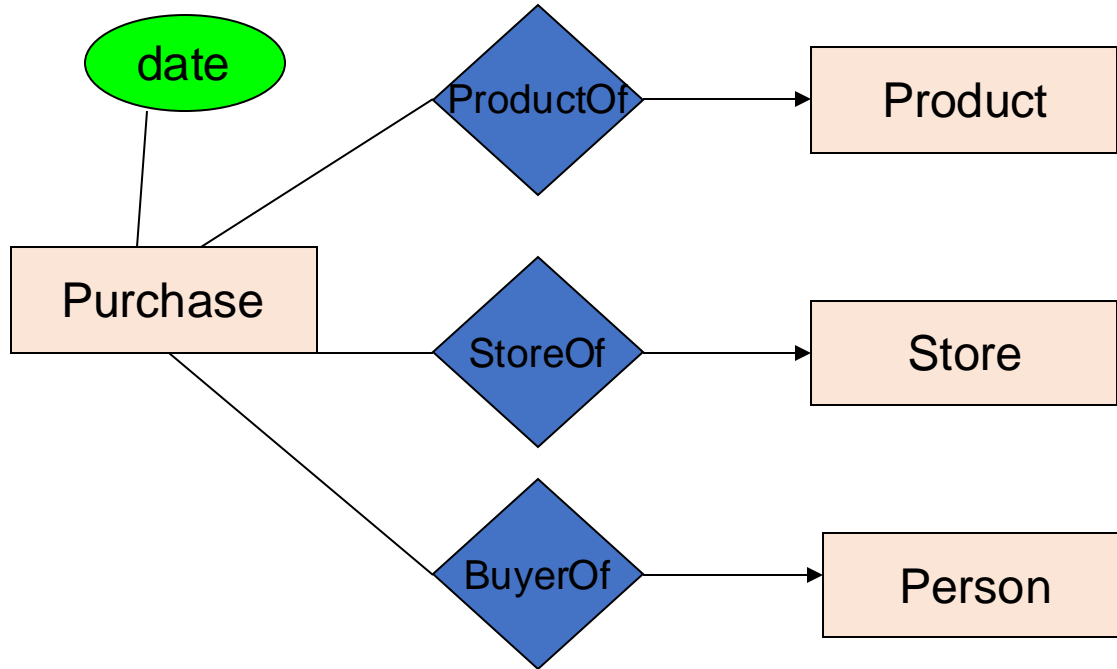 date
ProductOf
Product
Purchase
StoreOf
Store
BuyerOf
Person